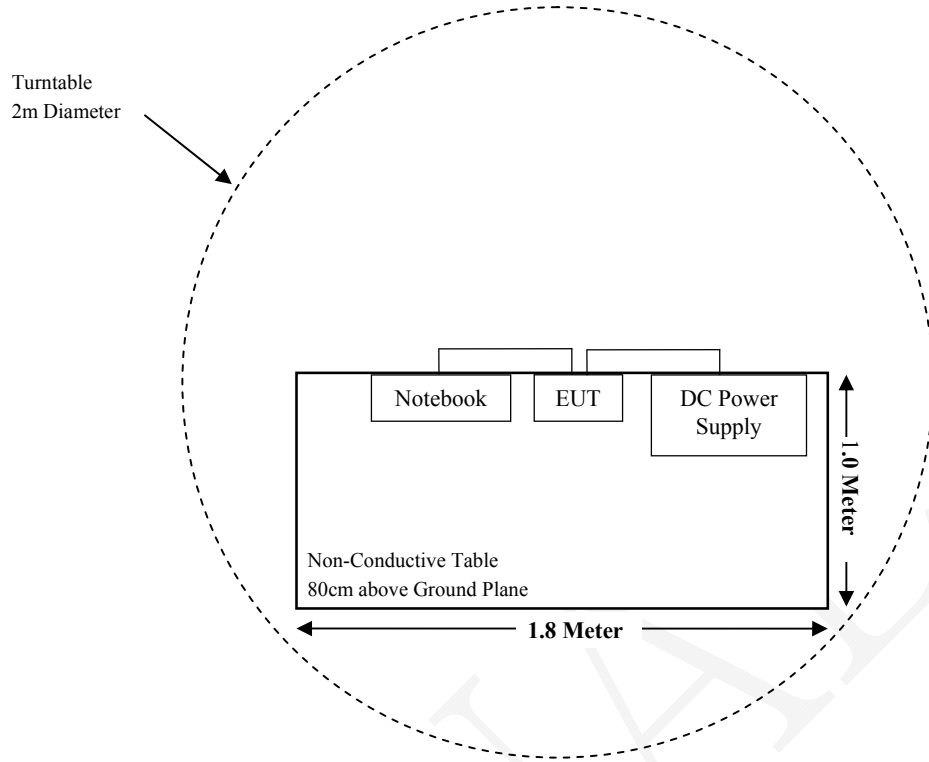 Turntable
2m Diameter
Notebook
EUT
DC Power
Supply
1.0 Meter
Non-Conductive Table
80cm above Ground Plane
1.8 Meter